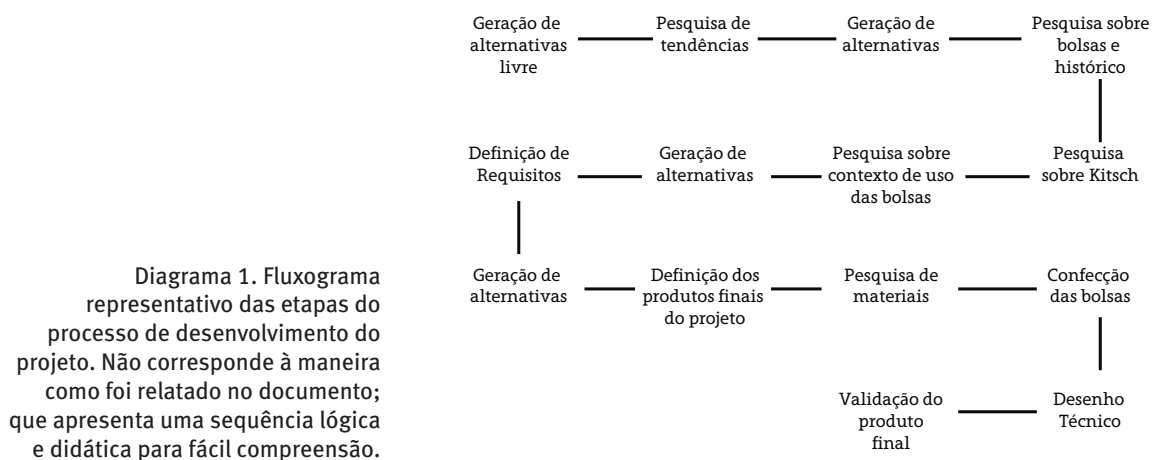 Geração de
alternativas
livre
Pesquisa de
tendências
Geração de
alternativas
Pesquisa sobre
bolsas e
histórico
Definição de
Requisitos
Geração de
alternativas
Pesquisa sobre
contexto de uso
das bolsas
Pesquisa
sobre Kitsch
Geração de
alternativas
Definição dos
produtos finais
do projeto
Pesquisa de
materiais
Confecção
das bolsas
Validação do
produto
final
Desenho
Técnico
Diagrama 1. Fluxograma
representativo das etapas do
processo de desenvolvimento do
projeto. Não corresponde à maneira
como foi relatado no documento;
que apresenta uma sequência lógica
e didática para fácil compreensão.